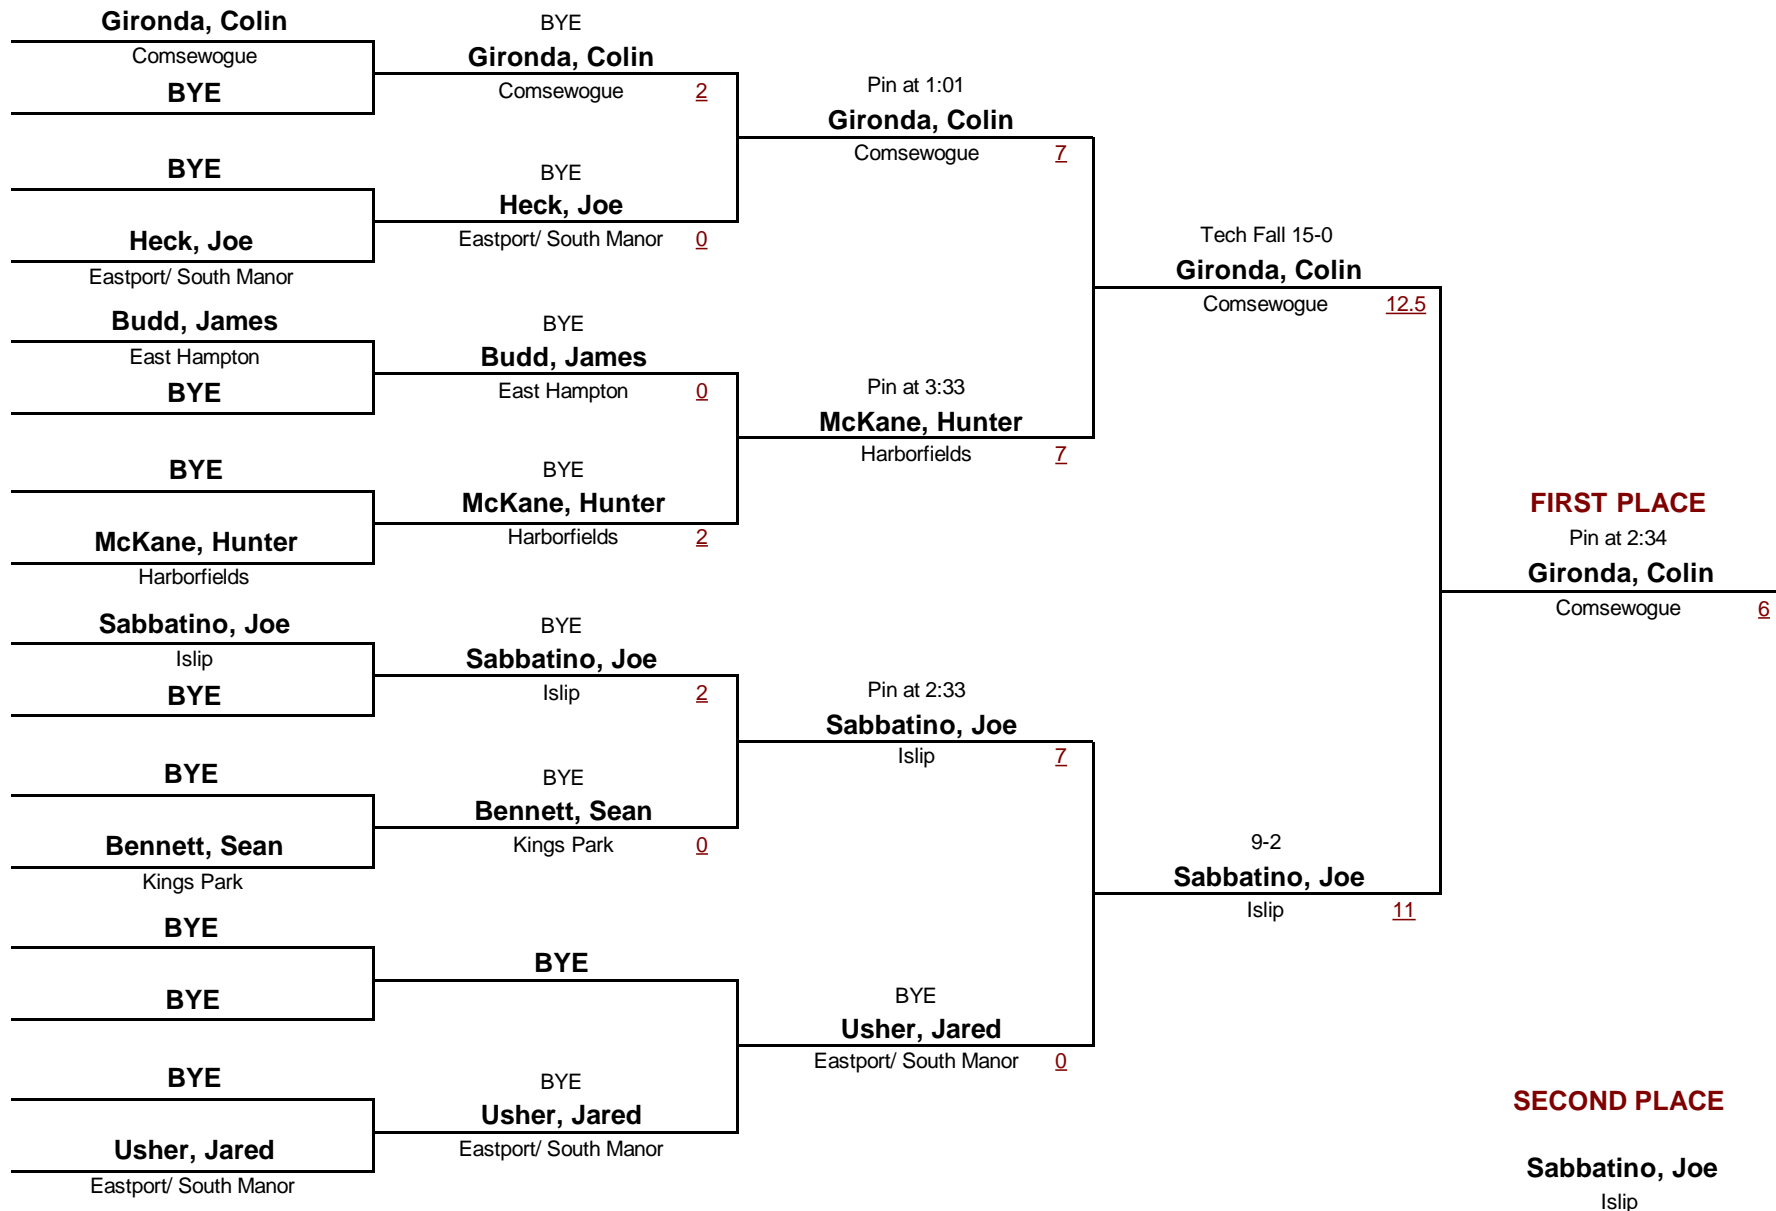 Gironda, Colin
Comsewogue
BYE
BYE
Heck, Joe
Eastport/ South Manor
Budd, James
East Hampton
BYE
BYE
McKane, Hunter
Harborfields
Sabbatino, Joe
Islip
BYE
BYE
Bennett, Sean
Kings Park
BYE
BYE
BYE
Usher, Jared
Eastport/ South Manor
BYE
Gironda, Colin
Comsewogue 2
BYE
Heck, Joe
Eastport/ South Manor 0
BYE
Budd, James
East Hampton 0
BYE
McKane, Hunter
Harborfields 2
BYE
Sabbatino, Joe
Islip 2
BYE
Bennett, Sean
Kings Park 0
BYE
BYE
Usher, Jared
Eastport/ South Manor
Pin at 1:01
Gironda, Colin
Comsewogue 7
Pin at 3:33
McKane, Hunter
Harborfields 7
Pin at 2:33
Sabbatino, Joe
Islip 7
BYE
Usher, Jared
Eastport/ South Manor 0
Tech Fall 15-0
Gironda, Colin
Comsewogue 12.5
9-2
Sabbatino, Joe
Islip 11
FIRST PLACE
Pin at 2:34
Gironda, Colin
Comsewogue 6
SECOND PLACE
Sabbatino, Joe
Islip